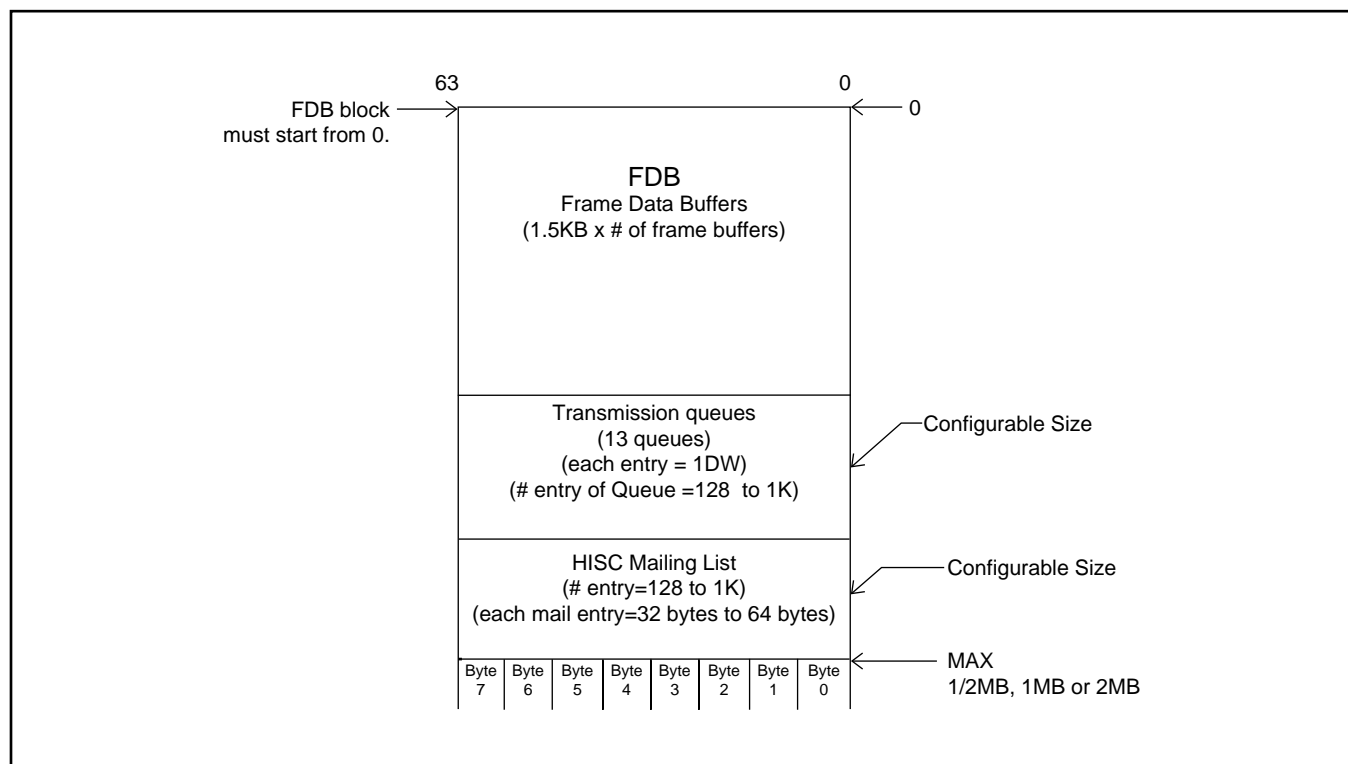 63
0
0
FDB block
must start from 0.
FDB
Frame Data Buffers
(1.5KB x # of frame buffers)
Transmission queues
(13 queues)
(each entry = 1DW)
(# entry of Queue =128 to 1K)
Configurable Size
HISC Mailing List
(# entry=128 to 1K)
(each mail entry=32 bytes to 64 bytes)
Configurable Size
MAX
1/2MB, 1MB or 2MB
Byte Byte Byte Byte Byte Byte Byte Byte
7 6 5 4 3 2 1 0